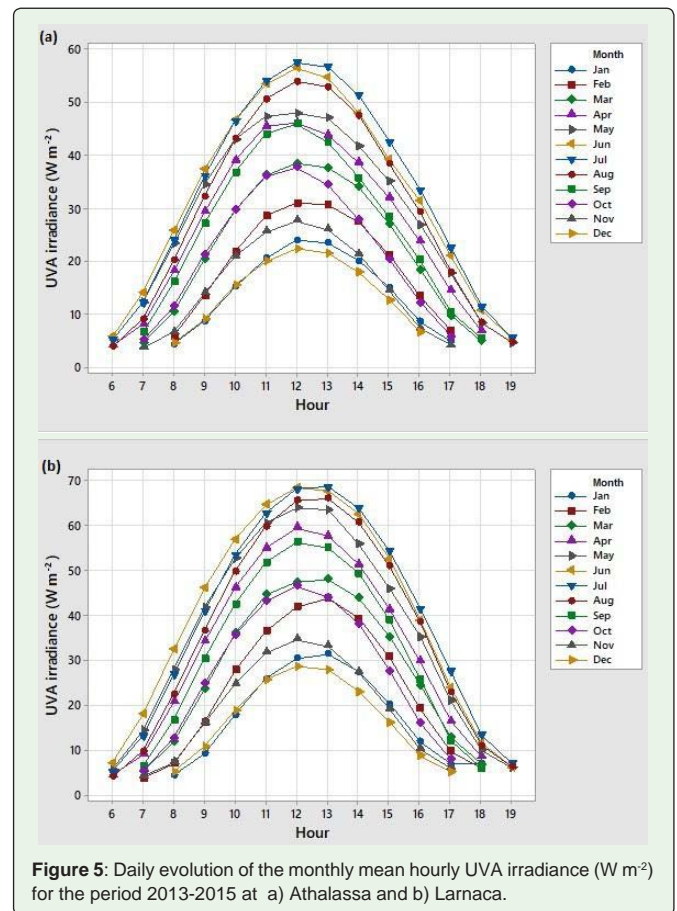 (a)
60
50
40
30
20
10
0
UVA irradiance (W m-2)
6 7 8 9 10 11 12 13 14 15 16 17 18 19
Hour
Month
Jan
Feb
Mar
Apr
May
Jun
Jul
Aug
Sep
Oct
Nov
Dec
(b)
70
60
50
40
30
20
10
0
UVA irradiance (W m-2)
6 7 8 9 10 11 12 13 14 15 16 17 18 19
Hour
Month
Jan
Feb
Mar
Apr
May
Jun
Jul
Aug
Sep
Oct
Nov
Dec
Figure 5: Daily evolution of the monthly mean hourly UVA irradiance (W m-2)
for the period 2013-2015 at a) Athalassa and b) Larnaca.